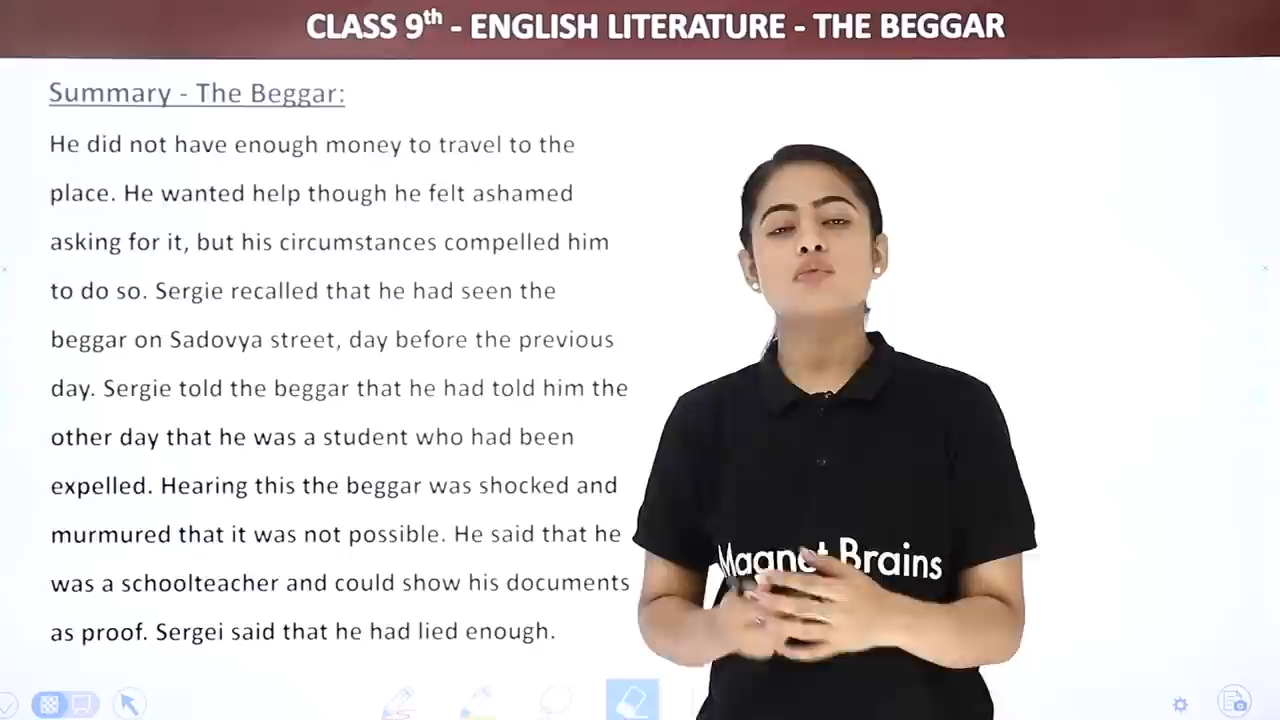 CLASS 9th - ENGLISH LITERATURE - THE BEGGAR
Summary - The Beggar:
He did not have enough money to travel to the
place. He wanted help though he felt ashamed
asking for it, but his circumstances compelled him
to do so. Sergie recalled that he had seen the
beggar on Sadovya street, day before the previous
day. Sergie told the beggar that he had told him the
other day that he was a student who had been
expelled. Hearing this the beggar was shocked and
murmured that it was not possible. He said that he
was a schoolteacher and could show his documents
as proof. Sergei said that he had lied enough.
Magnet Brains